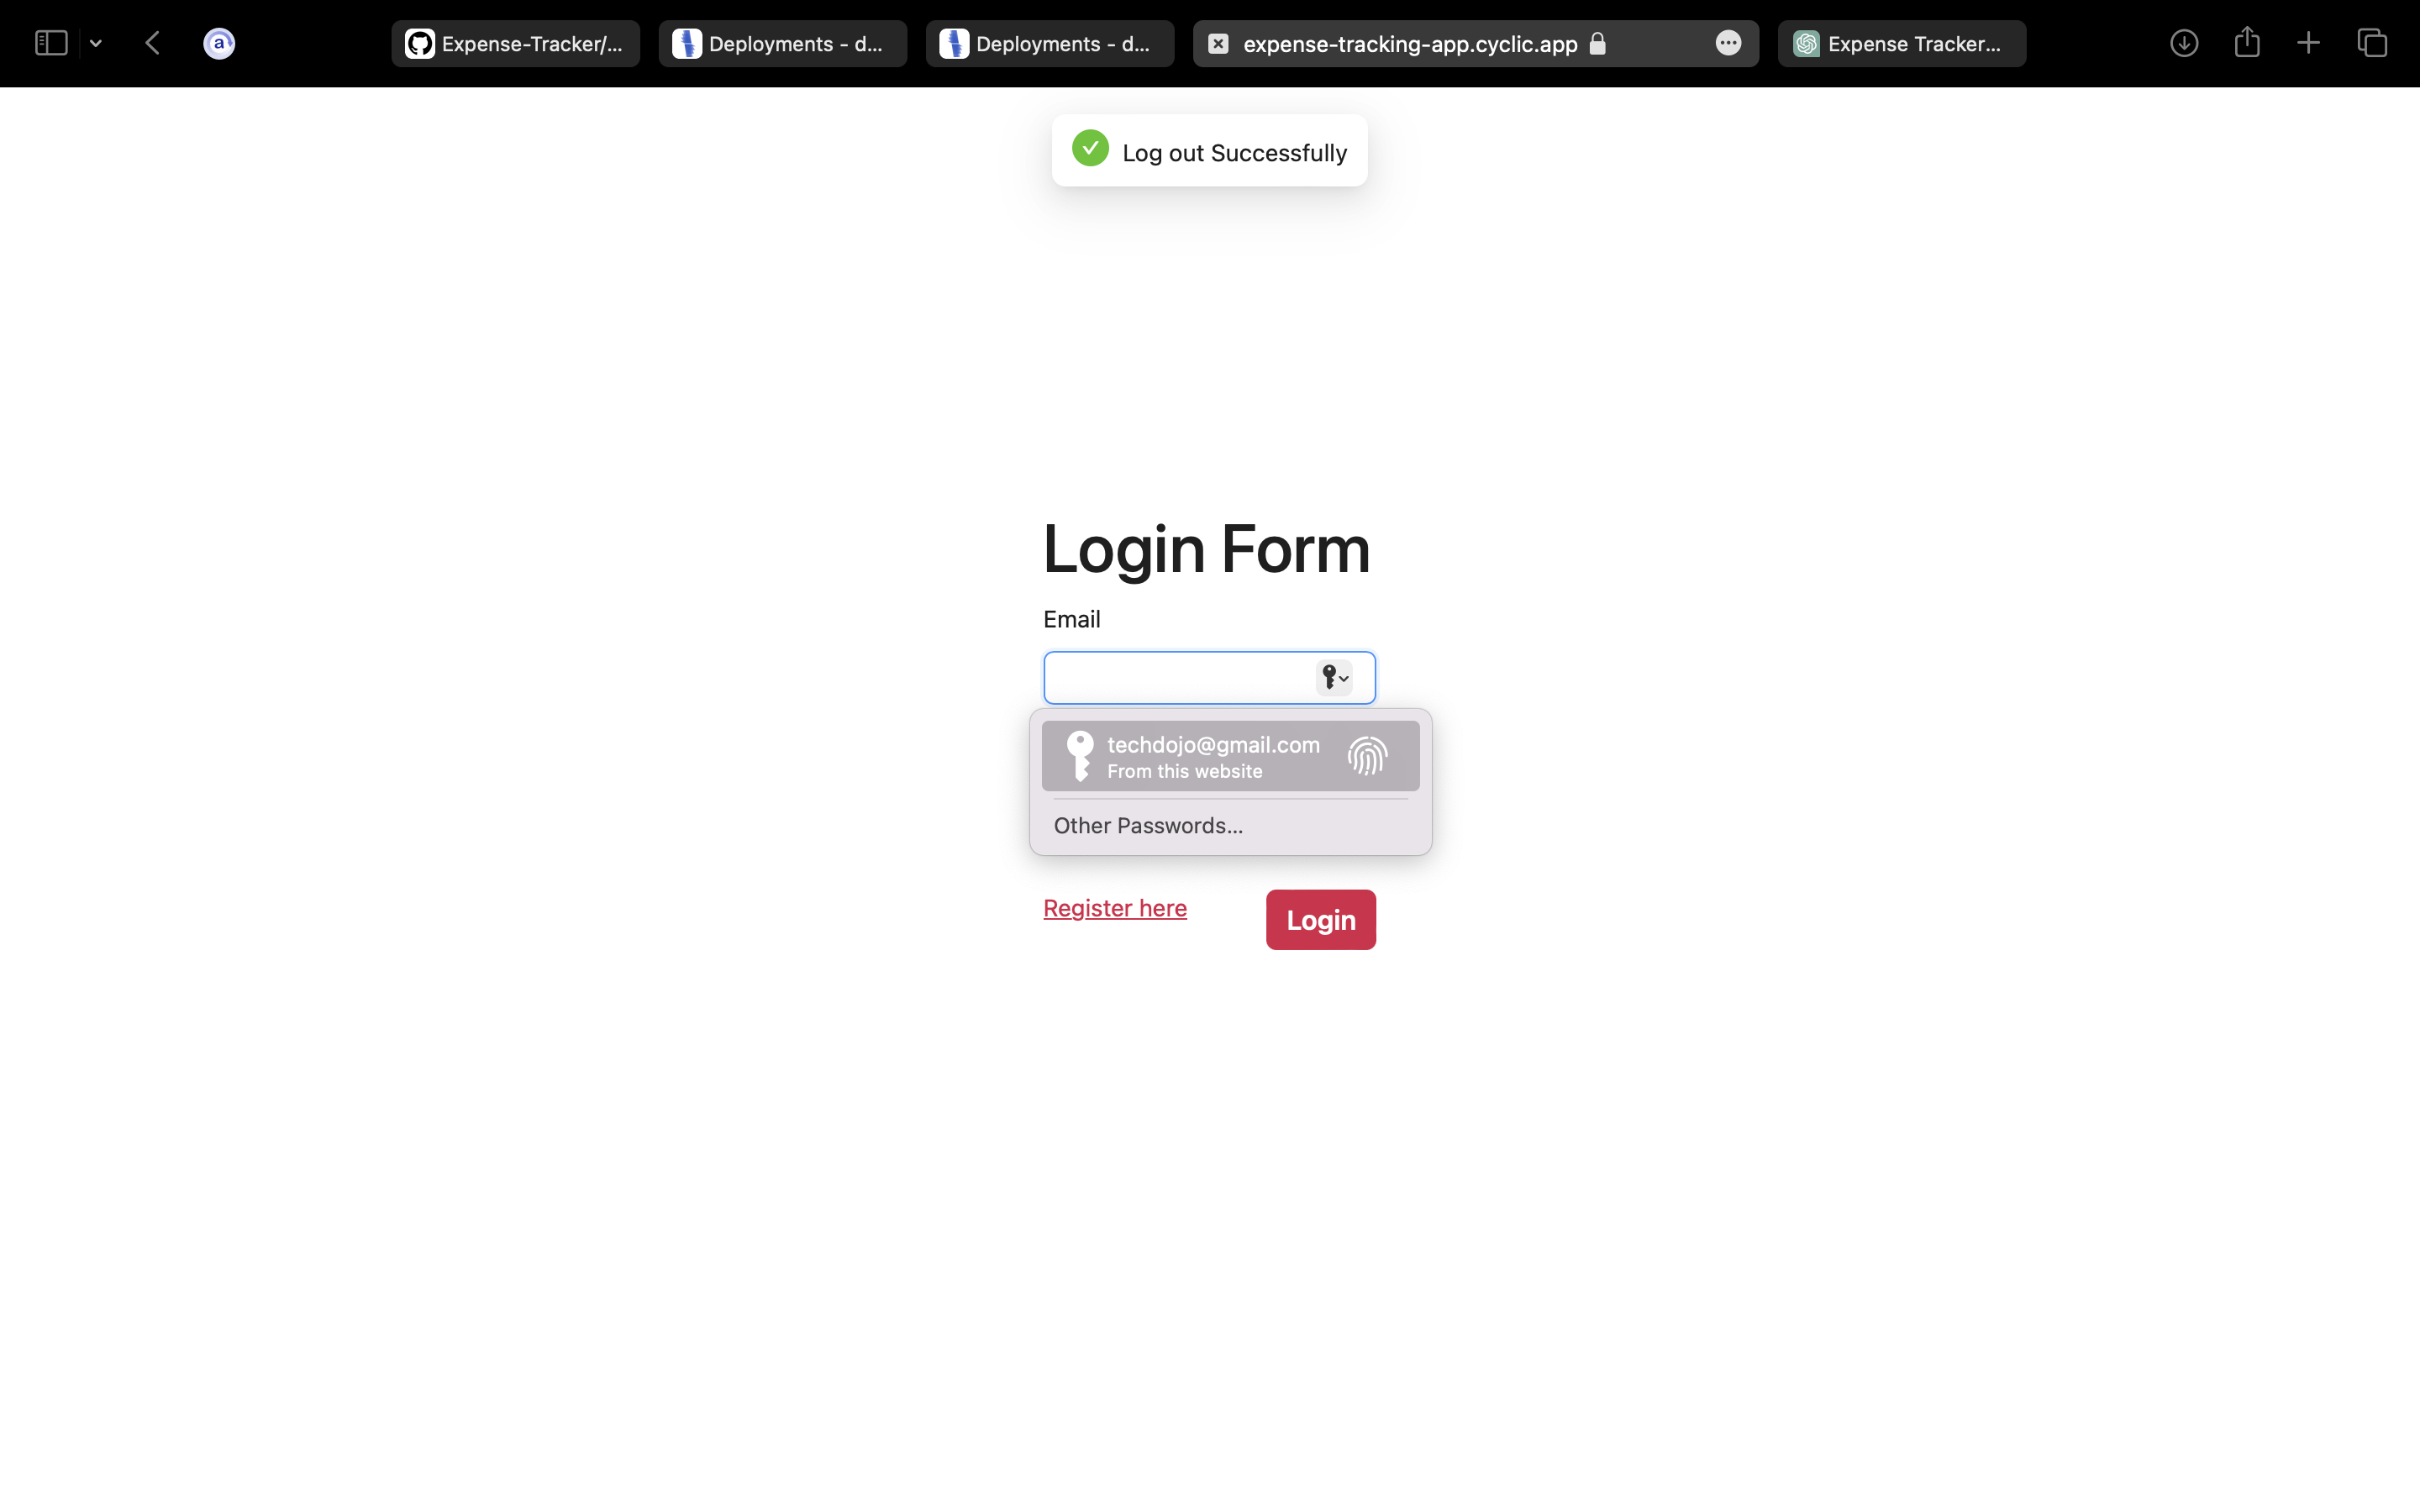 a
Expense-Tracker/...
Deployments - d...
Deployments - d...
expense-tracking-app.cyclic.app
Expense Tracker...
Log out Successfully
Login Form
Email
techdojo@gmail.com
From this website
Other Passwords...
Register here
Login